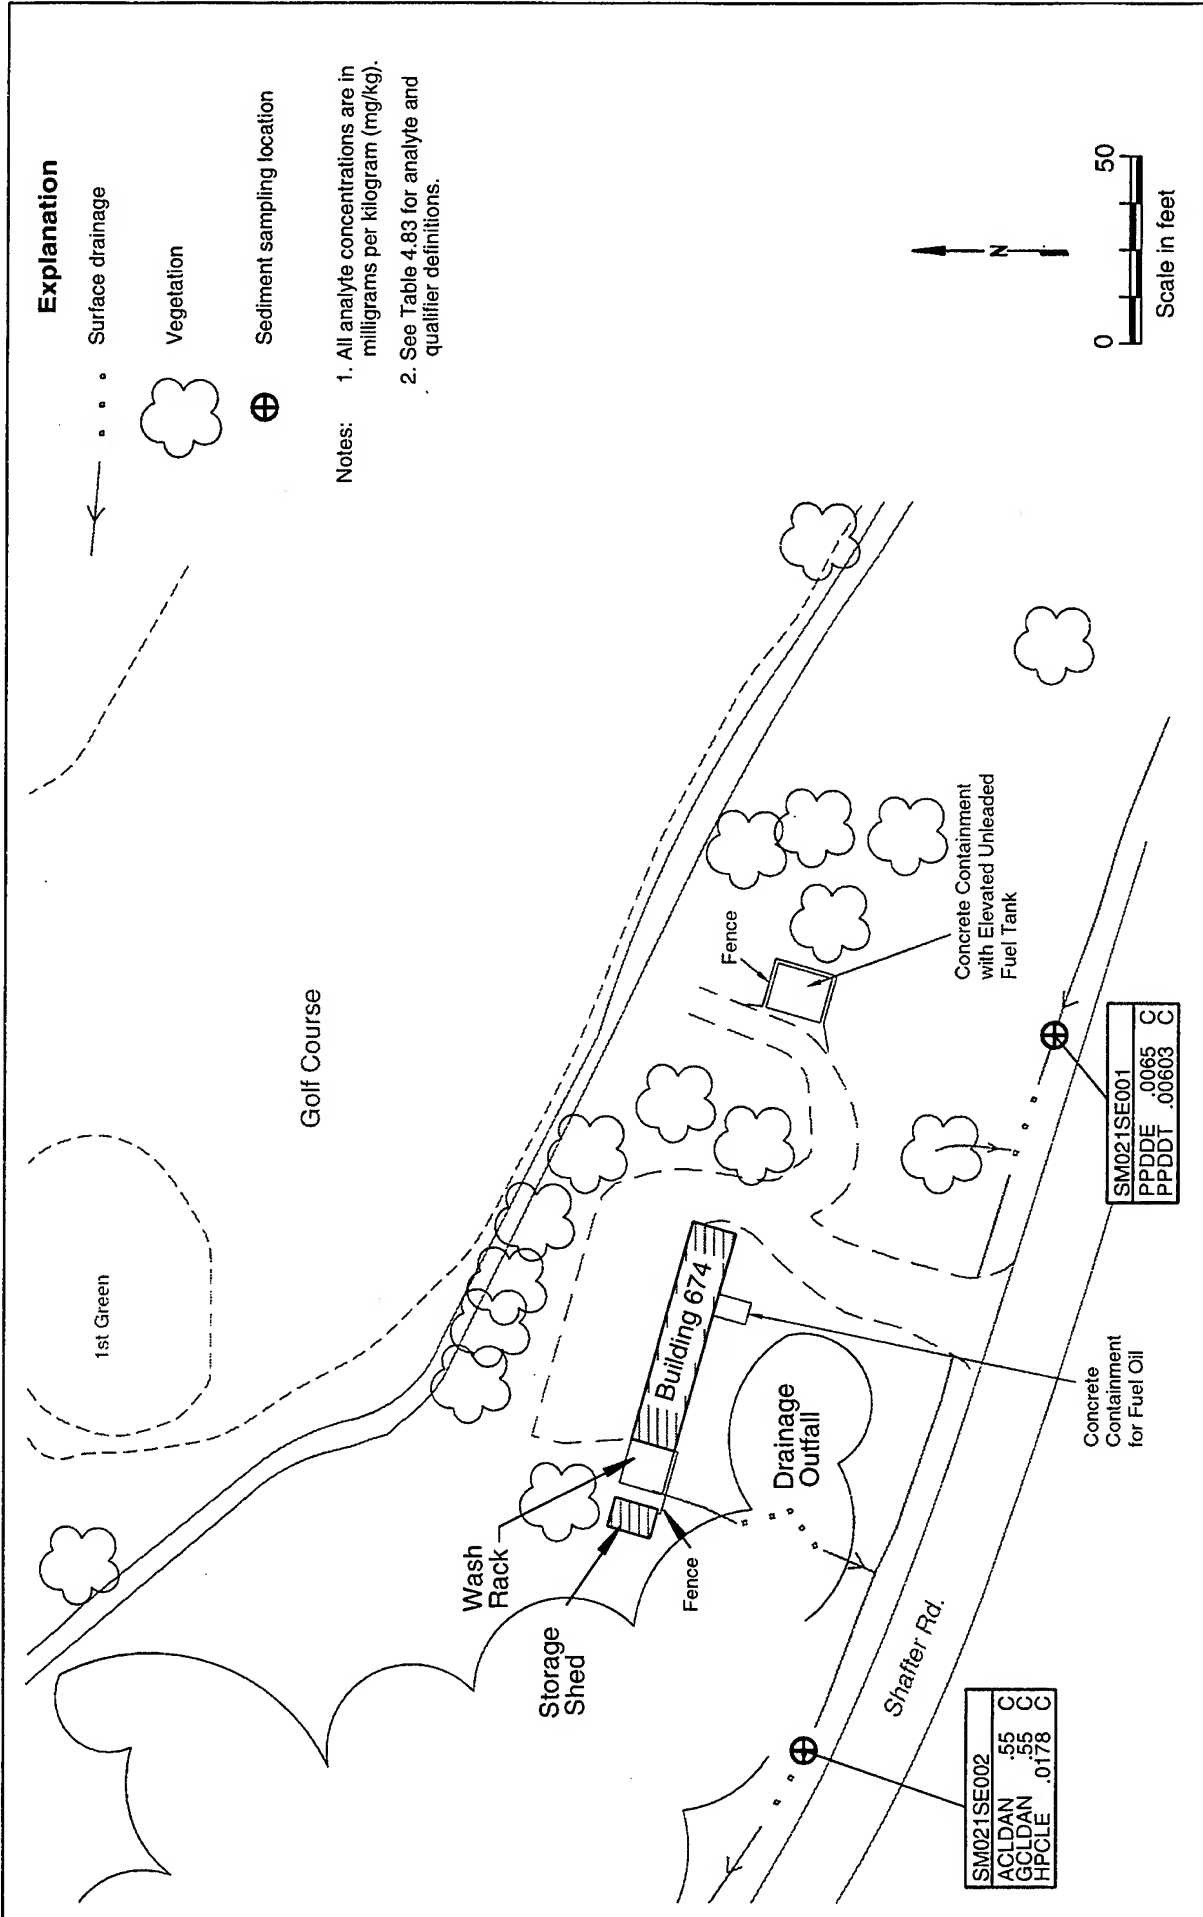 Explanation
Surface drainage
Vegetation
Sediment sampling location
Notes: 1. All analyte concentrations are in
milligrams per kilogram (mg/kg).
2. See Table 4.83 for analyte and
qualifier definitions.
1st Green
Golf Course
Wash
Rack
Storage
Shed
Fence
Building 674
Drainage
Outfall
Fence
Concrete Containment
with Elevated Unleaded
Fuel Tank
Concrete
Containment
for Fuel Oil
Shafter Rd.
SM021SE002
ACLDAN .55 C
GCLDAN .55 C
HPCLE .0178 C
SM021SE001
PPDDE .0065 C
PPDDT .00603 C
N
0 50
Scale in feet